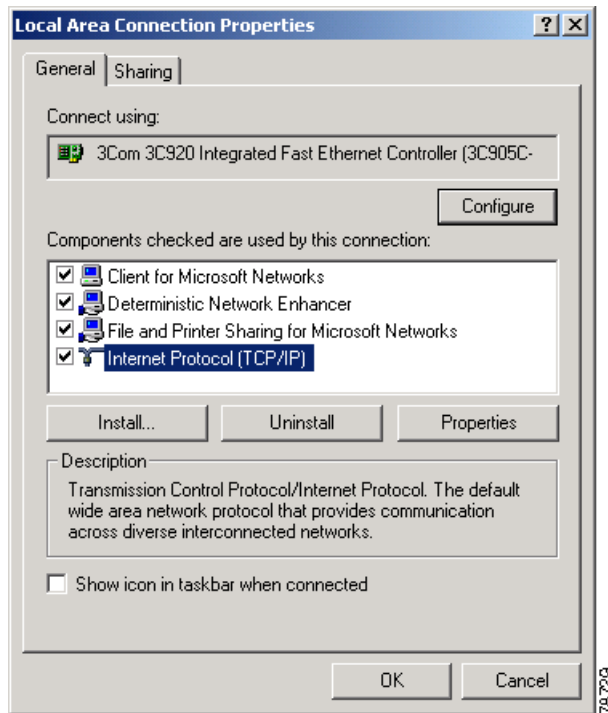 Local Area Connection Properties
General
Sharing
Connect using:
3Com 3C920 Integrated Fast Ethernet Controller (3C905C-
Configure
Components checked are used by this connection:
Client for Microsoft Networks
Deterministic Network Enhancer
File and Printer Sharing for Microsoft Networks
Internet Protocol (TCP/IP)
Install...
Uninstall
Properties
Description
Transmission Control Protocol/Internet Protocol. The default
wide area network protocol that provides communication
across diverse interconnected networks.
Show icon in taskbar when connected
OK
Cancel